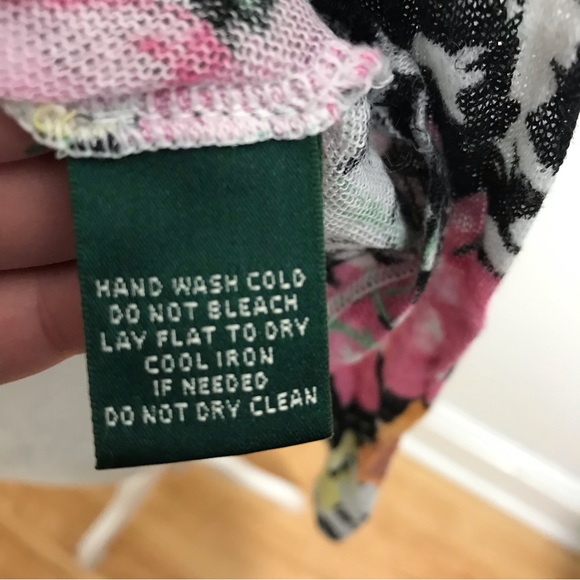 HAND WASH COLD
DO NOT BLEACH
LAY FLAT TO DRY
COOL IRON
IF NEEDED
DO NOT DRY CLEAN